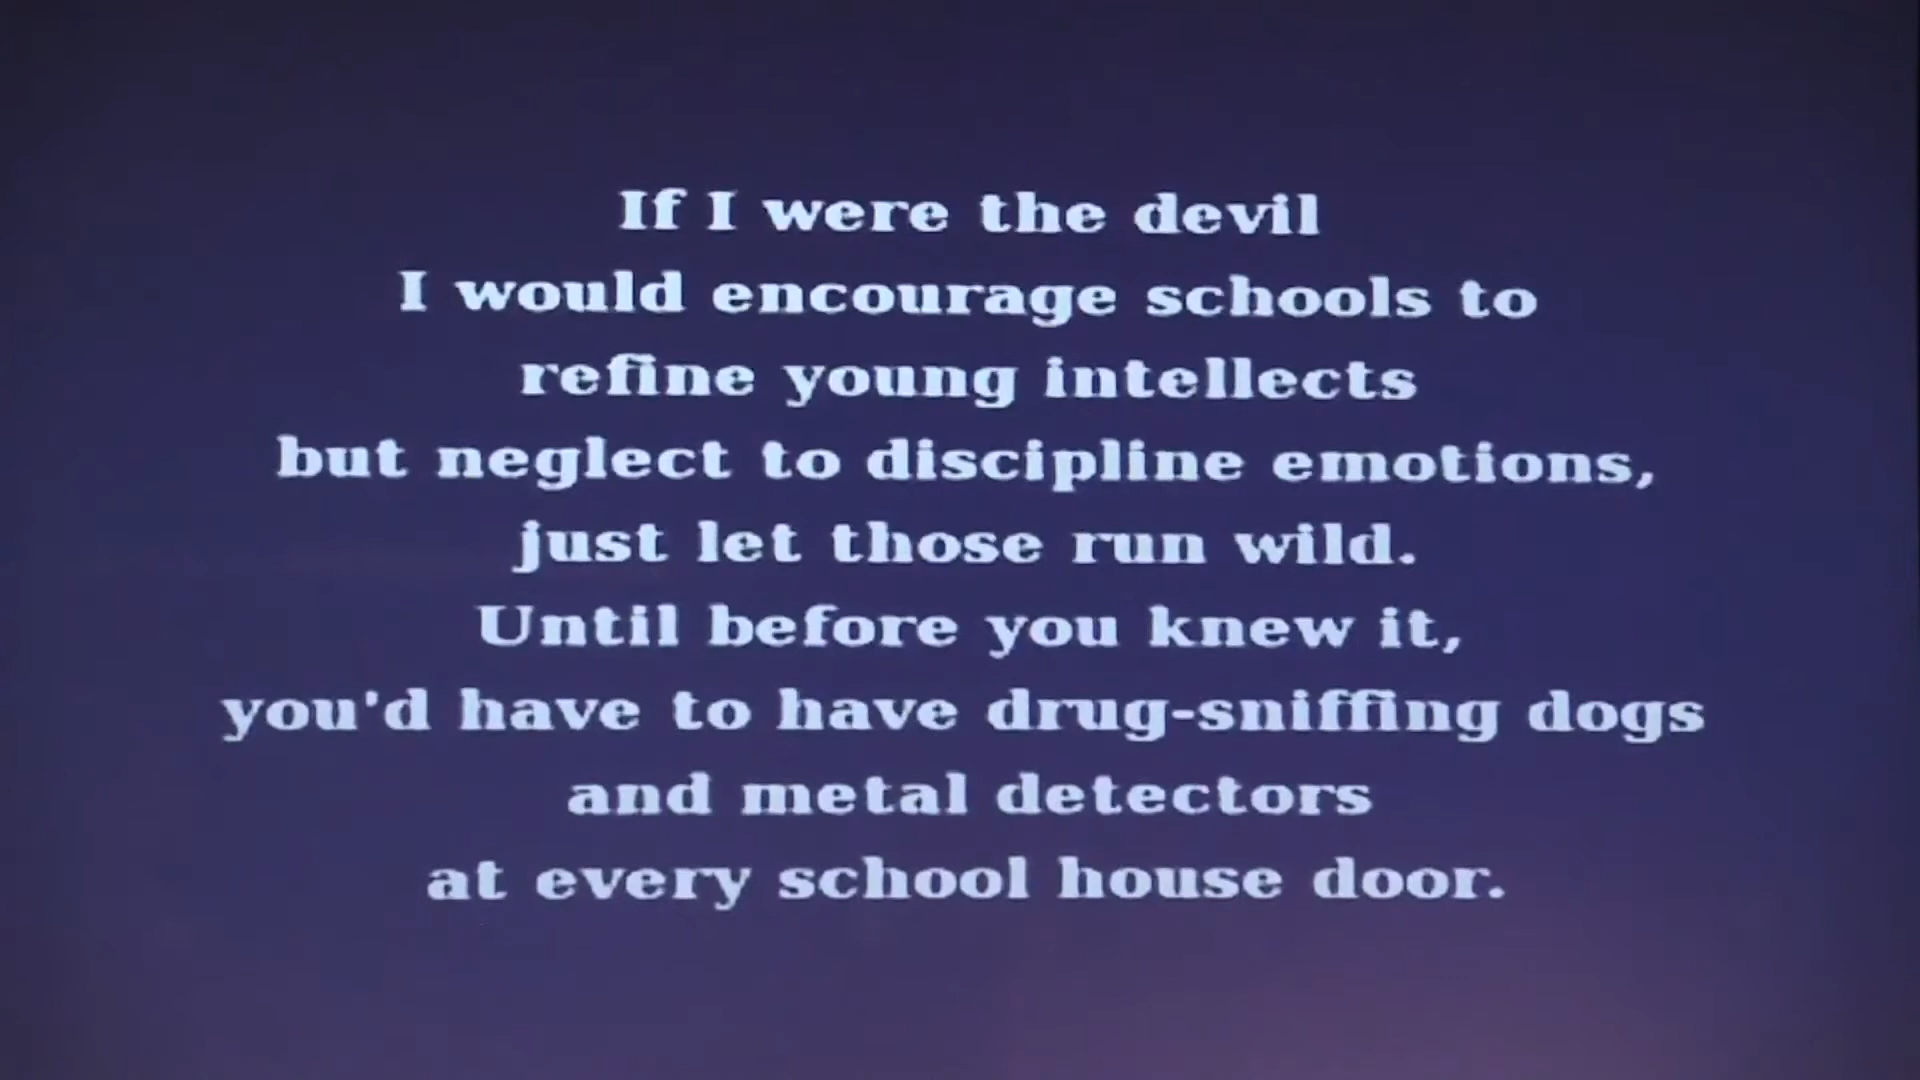 If I were the devil
I would encourage schools to
refine young intellects
but neglect to discipline emotions,
just let those run wild.
Until before you knew it,
you'd have to have drug-sniffing dogs
and metal detectors
at every school house door.